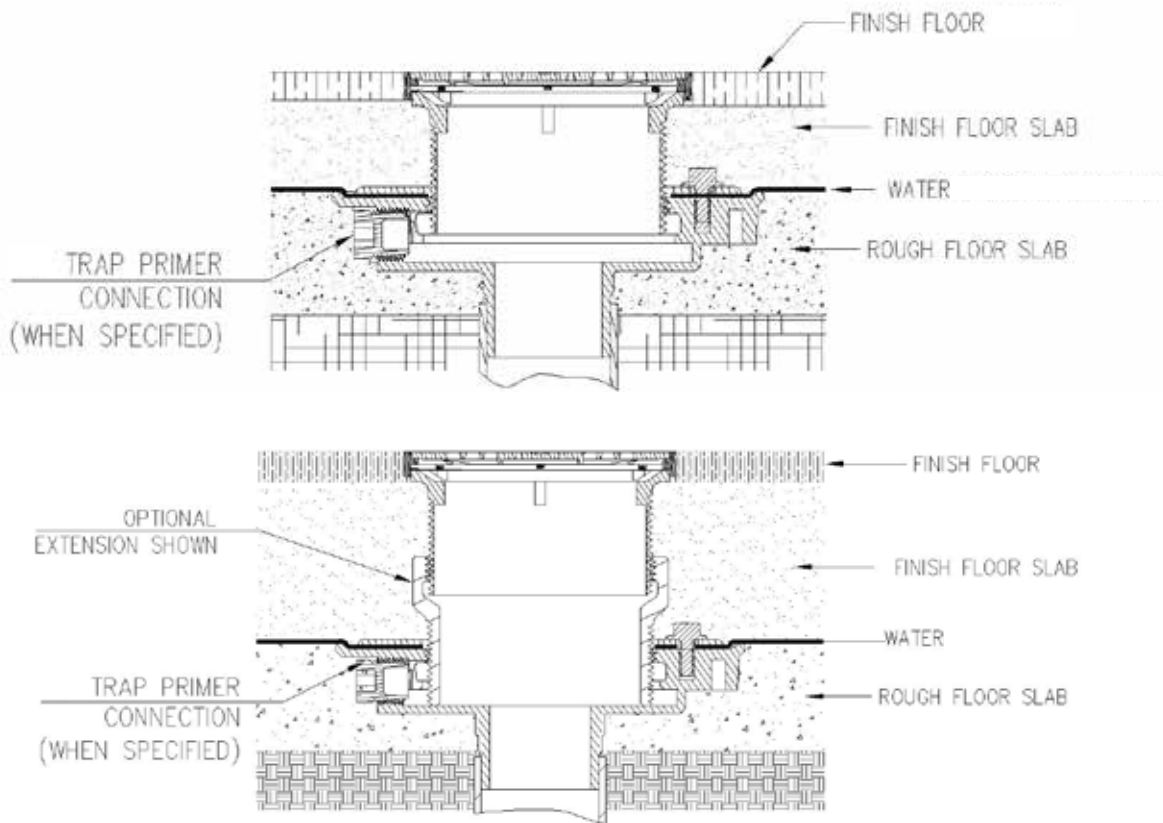 FINISH FLOOR
FINISH FLOOR SLAB
WATER
ROUGH FLOOR SLAB
TRAP PRIMER
CONNECTION
(WHEN SPECIFIED)
FINISH FLOOR
OPTIONAL
EXTENSION SHOWN
FINISH FLOOR SLAB
WATER
TRAP PRIMER
CONNECTION
(WHEN SPECIFIED)
ROUGH FLOOR SLAB